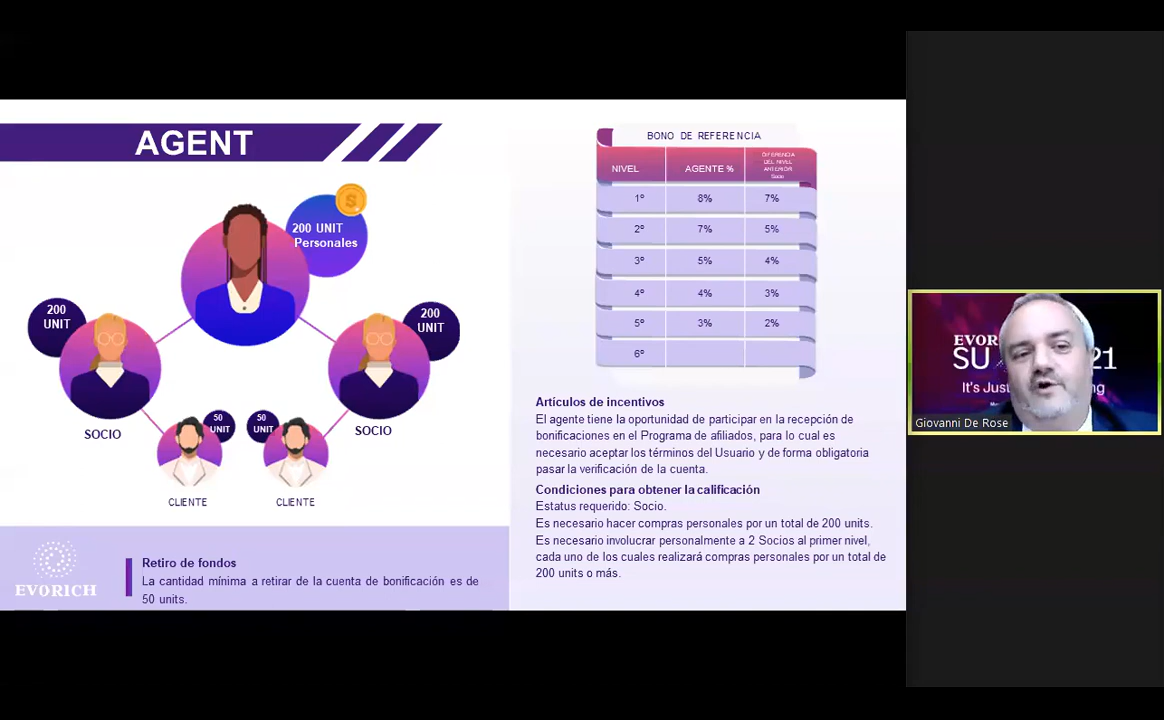 AGENT
200 UNIT
Personales
200
UNIT
200
UNIT
50
UNIT
50
UNIT
SOCIO
SOCIO
CLIENTE
CLIENTE
EVORICH
Retiro de fondos
La cantidad mínima a retirar de la cuenta de bonificación es de
50 units.
BONO DE REFERENCIA
NIVEL AGENTE % DIFERENCIA DEL NIVEL ANTERIOR Socio
1º 8% 7%
2º 7% 5%
3º 5% 4%
4º 4% 3%
5º 3% 2%
6º
Artículos de incentivos
El agente tiene la oportunidad de participar en la recepción de
bonificaciones en el Programa de afiliados, para lo cual es
necesario aceptar los términos del Usuario y de forma obligatoria
pasar la verificación de la cuenta.
Condiciones para obtener la calificación
Estatus requerido: Socio.
Es necesario hacer compras personales por un total de 200 units.
Es necesario involucrar personalmente a 2 Socios al primer nivel,
cada uno de los cuales realizará compras personales por un total de
200 units o más.
EVOR
SU 21
It's Just
Giovanni De Rose